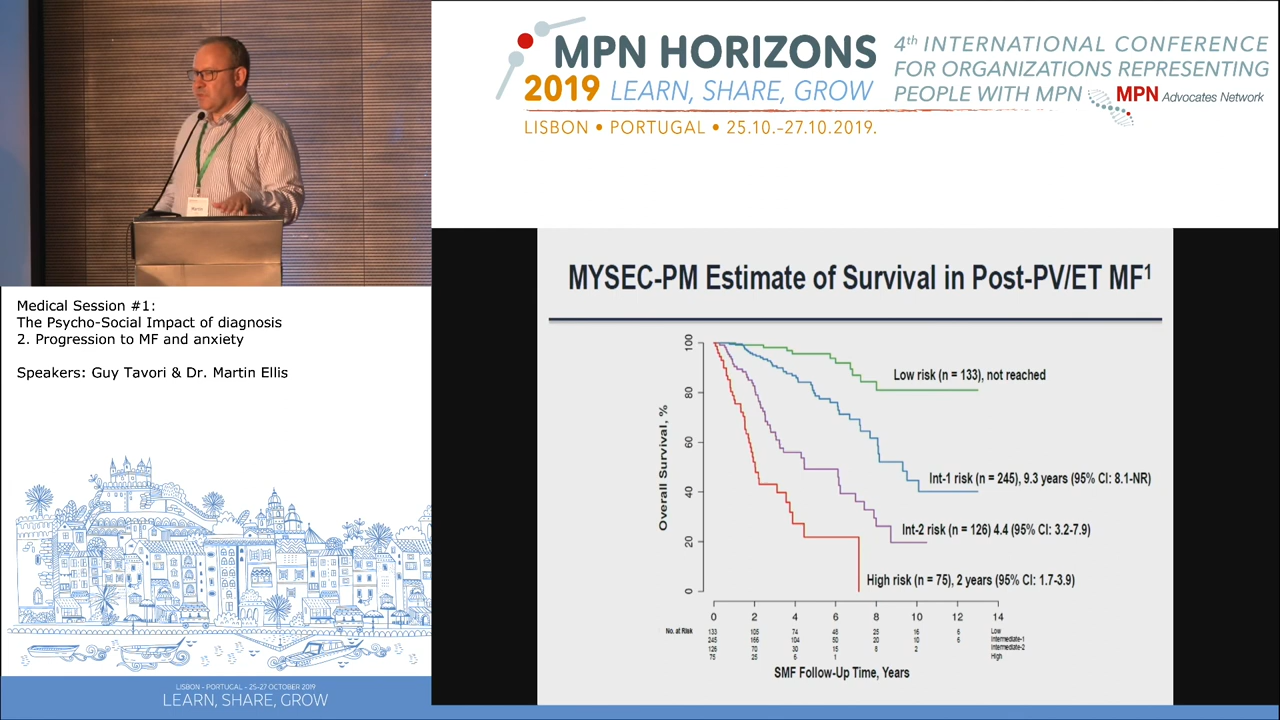 MPN HORIZONS
2019 LEARN, SHARE, GROW
4th INTERNATIONAL CONFERENCE
FOR ORGANIZATIONS REPRESENTING
PEOPLE WITH MPN
MPN Advocates Network
LISBON • PORTUGAL • 25.10.-27.10.2019.
Martin
Medical Session #1:
The Psycho-Social Impact of diagnosis
2. Progression to MF and anxiety
Speakers: Guy Tavori & Dr. Martin Ellis
LISBON - PORTUGAL - 25-27 OCTOBER 2019
LEARN, SHARE, GROW
MYSEC-PM Estimate of Survival in Post-PV/ET MF1
Overall Survival, %
100
80
60
40
20
0
Low risk (n = 133), not reached
Int-1 risk (n = 245), 9.3 years (95% CI: 8.1-NR)
Int-2 risk (n = 126) 4.4 (95% CI: 3.2-7.9)
High risk (n = 75), 2 years (95% CI: 1.7-3.9)
0 2 4 6 8 10 12 14
No. at Risk
133 105 74 48 25 16 6 Low
245 166 104 50 20 10 6 Intermediate-1
126 70 30 15 6 2 Intermediate-2
75 25 6 1 High
SMF Follow-Up Time, Years